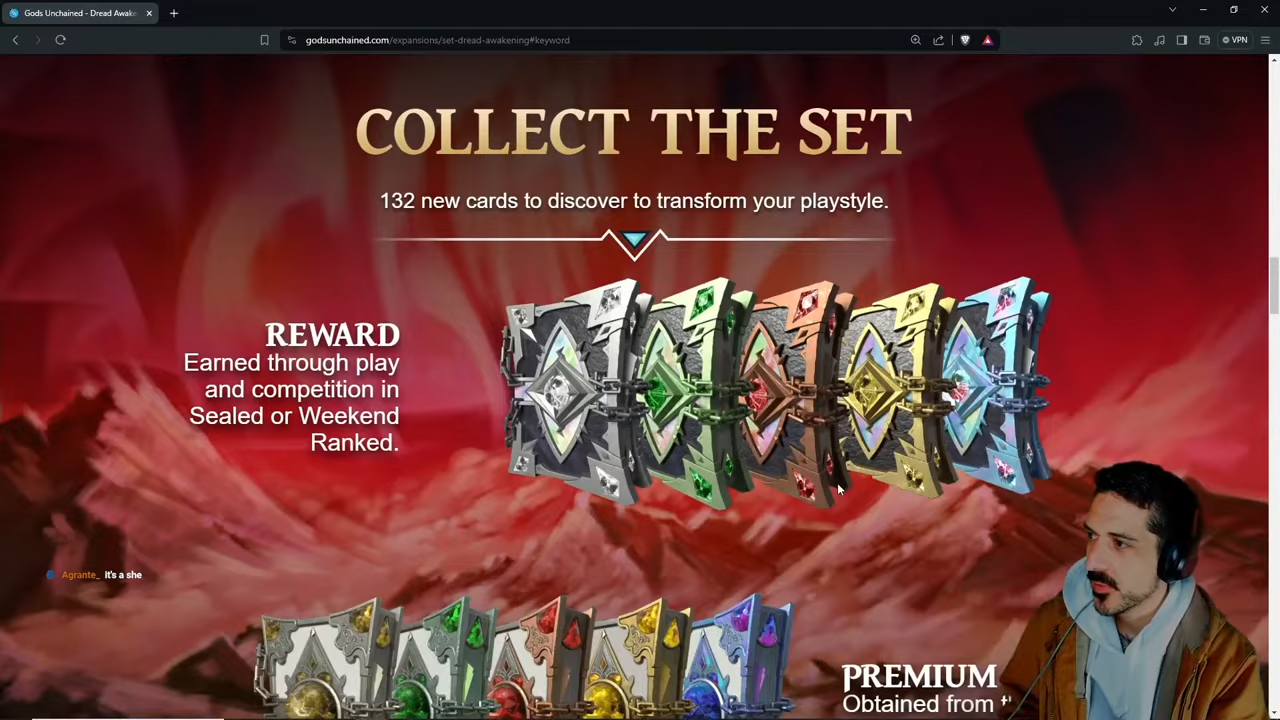 Gods Unchained - Dread Awake
godsunchained.com/expansions/set-dread-awakening#keyword
VPN
COLLECT THE SET
132 new cards to discover to transform your playstyle.
REWARD
Earned through play
and competition in
Sealed or Weekend
Ranked.
Agrante_ it's a she
PREMIUM
Obtained from